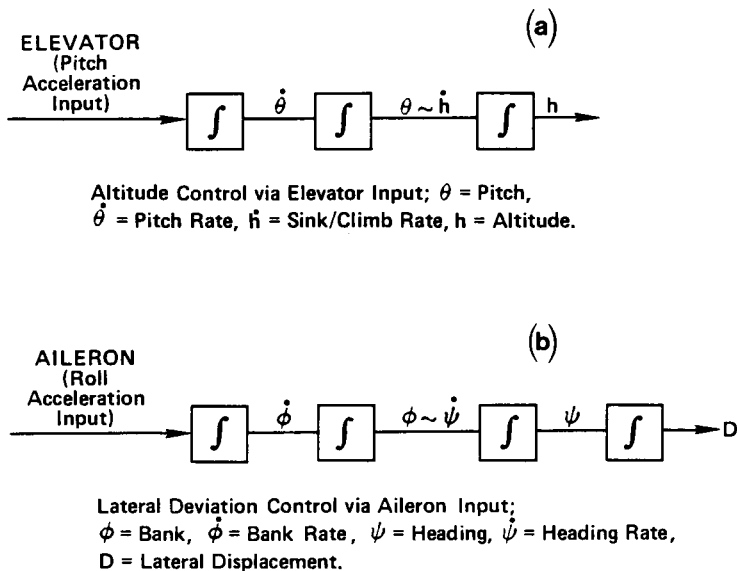 (a)
ELEVATOR
(Pitch
Acceleration
Input)
∫ θ̇ ∫ θ ~ ḣ ∫ h
Altitude Control via Elevator Input; θ = Pitch,
θ̇ = Pitch Rate, ḣ = Sink/Climb Rate, h = Altitude.
(b)
AILERON
(Roll
Acceleration
Input)
∫ ϕ̇ ∫ ϕ ~ ψ̇ ∫ ψ ∫ D
Lateral Deviation Control via Aileron Input;
ϕ = Bank, ϕ̇ = Bank Rate, ψ = Heading, ψ̇ = Heading Rate,
D = Lateral Displacement.